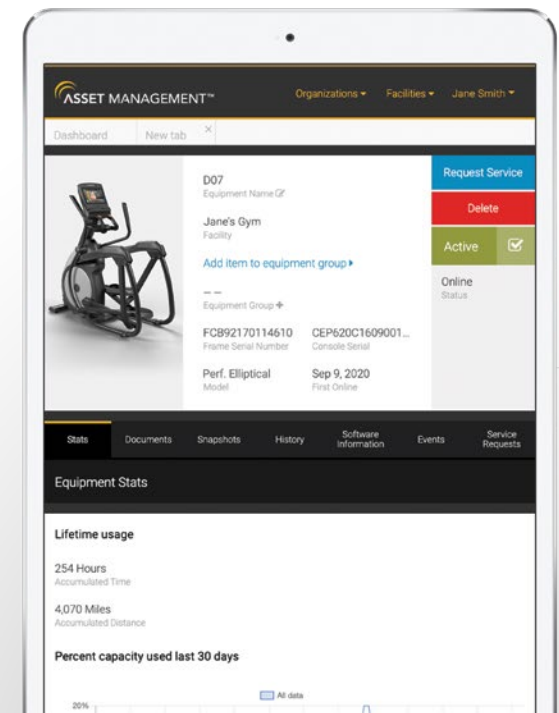 ASSET MANAGEMENT™
Organizations Facilities Jane Smith
Dashboard New tab ×
D07
Equipment Name
Jane's Gym
Facility
Add item to equipment group
– –
Equipment Group +
FCB92170114610 CEP620C1609001...
Frame Serial Number Console Serial
Perf. Elliptical Sep 9, 2020
Model First Online
Request Service
Delete
Active
Online
Status
Stats Documents Snapshots History Software Information Events Service Requests
Equipment Stats
Lifetime usage
254 Hours
Accumulated Time
4,070 Miles
Accumulated Distance
Percent capacity used last 30 days
All data
20%